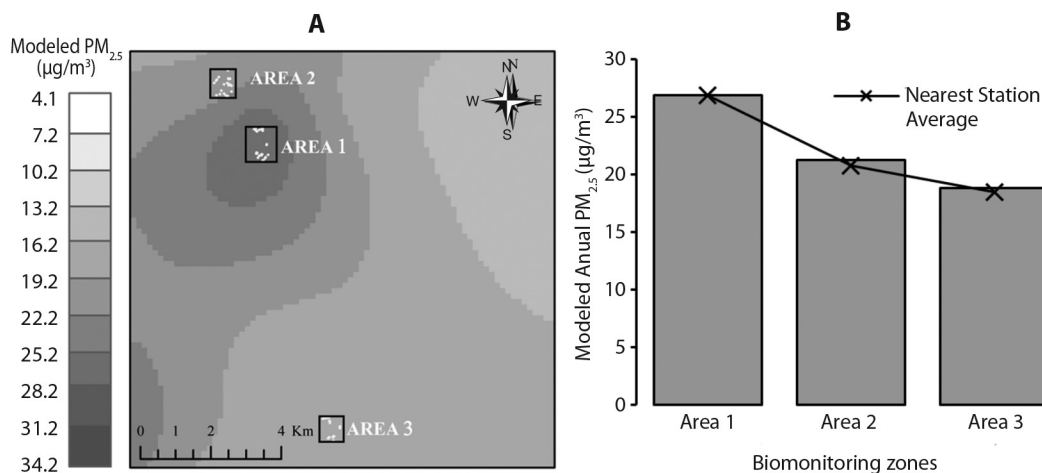 A
Modeled PM2.5
(µg/m³)
4.1
7.2
10.2
13.2
16.2
19.2
22.2
25.2
28.2
31.2
34.2
AREA 2
AREA 1
AREA 3
N
N
W
E
S
0
1
2
4
Km
B
Modeled Anual PM2.5 (µg/m³)
30
25
20
15
10
5
0
Nearest Station
Average
Area 1
Area 2
Area 3
Biomonitoring zones